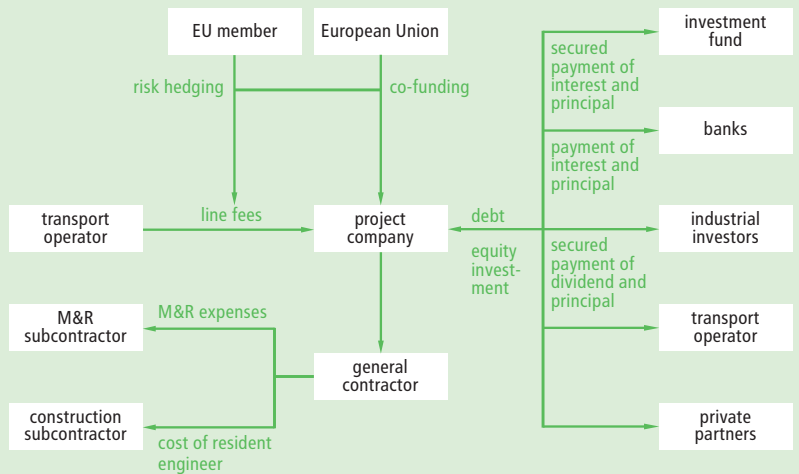 EU member
European Union
risk hedging
co-funding
investment
fund
secured
payment of
interest and
principal
banks
payment of
interest and
principal
transport
operator
line fees
project
company
debt
equity
invest-
ment
industrial
investors
secured
payment of
dividend and
principal
M&R
subcontractor
M&R expenses
general
contractor
transport
operator
construction
subcontractor
cost of resident
engineer
private
partners